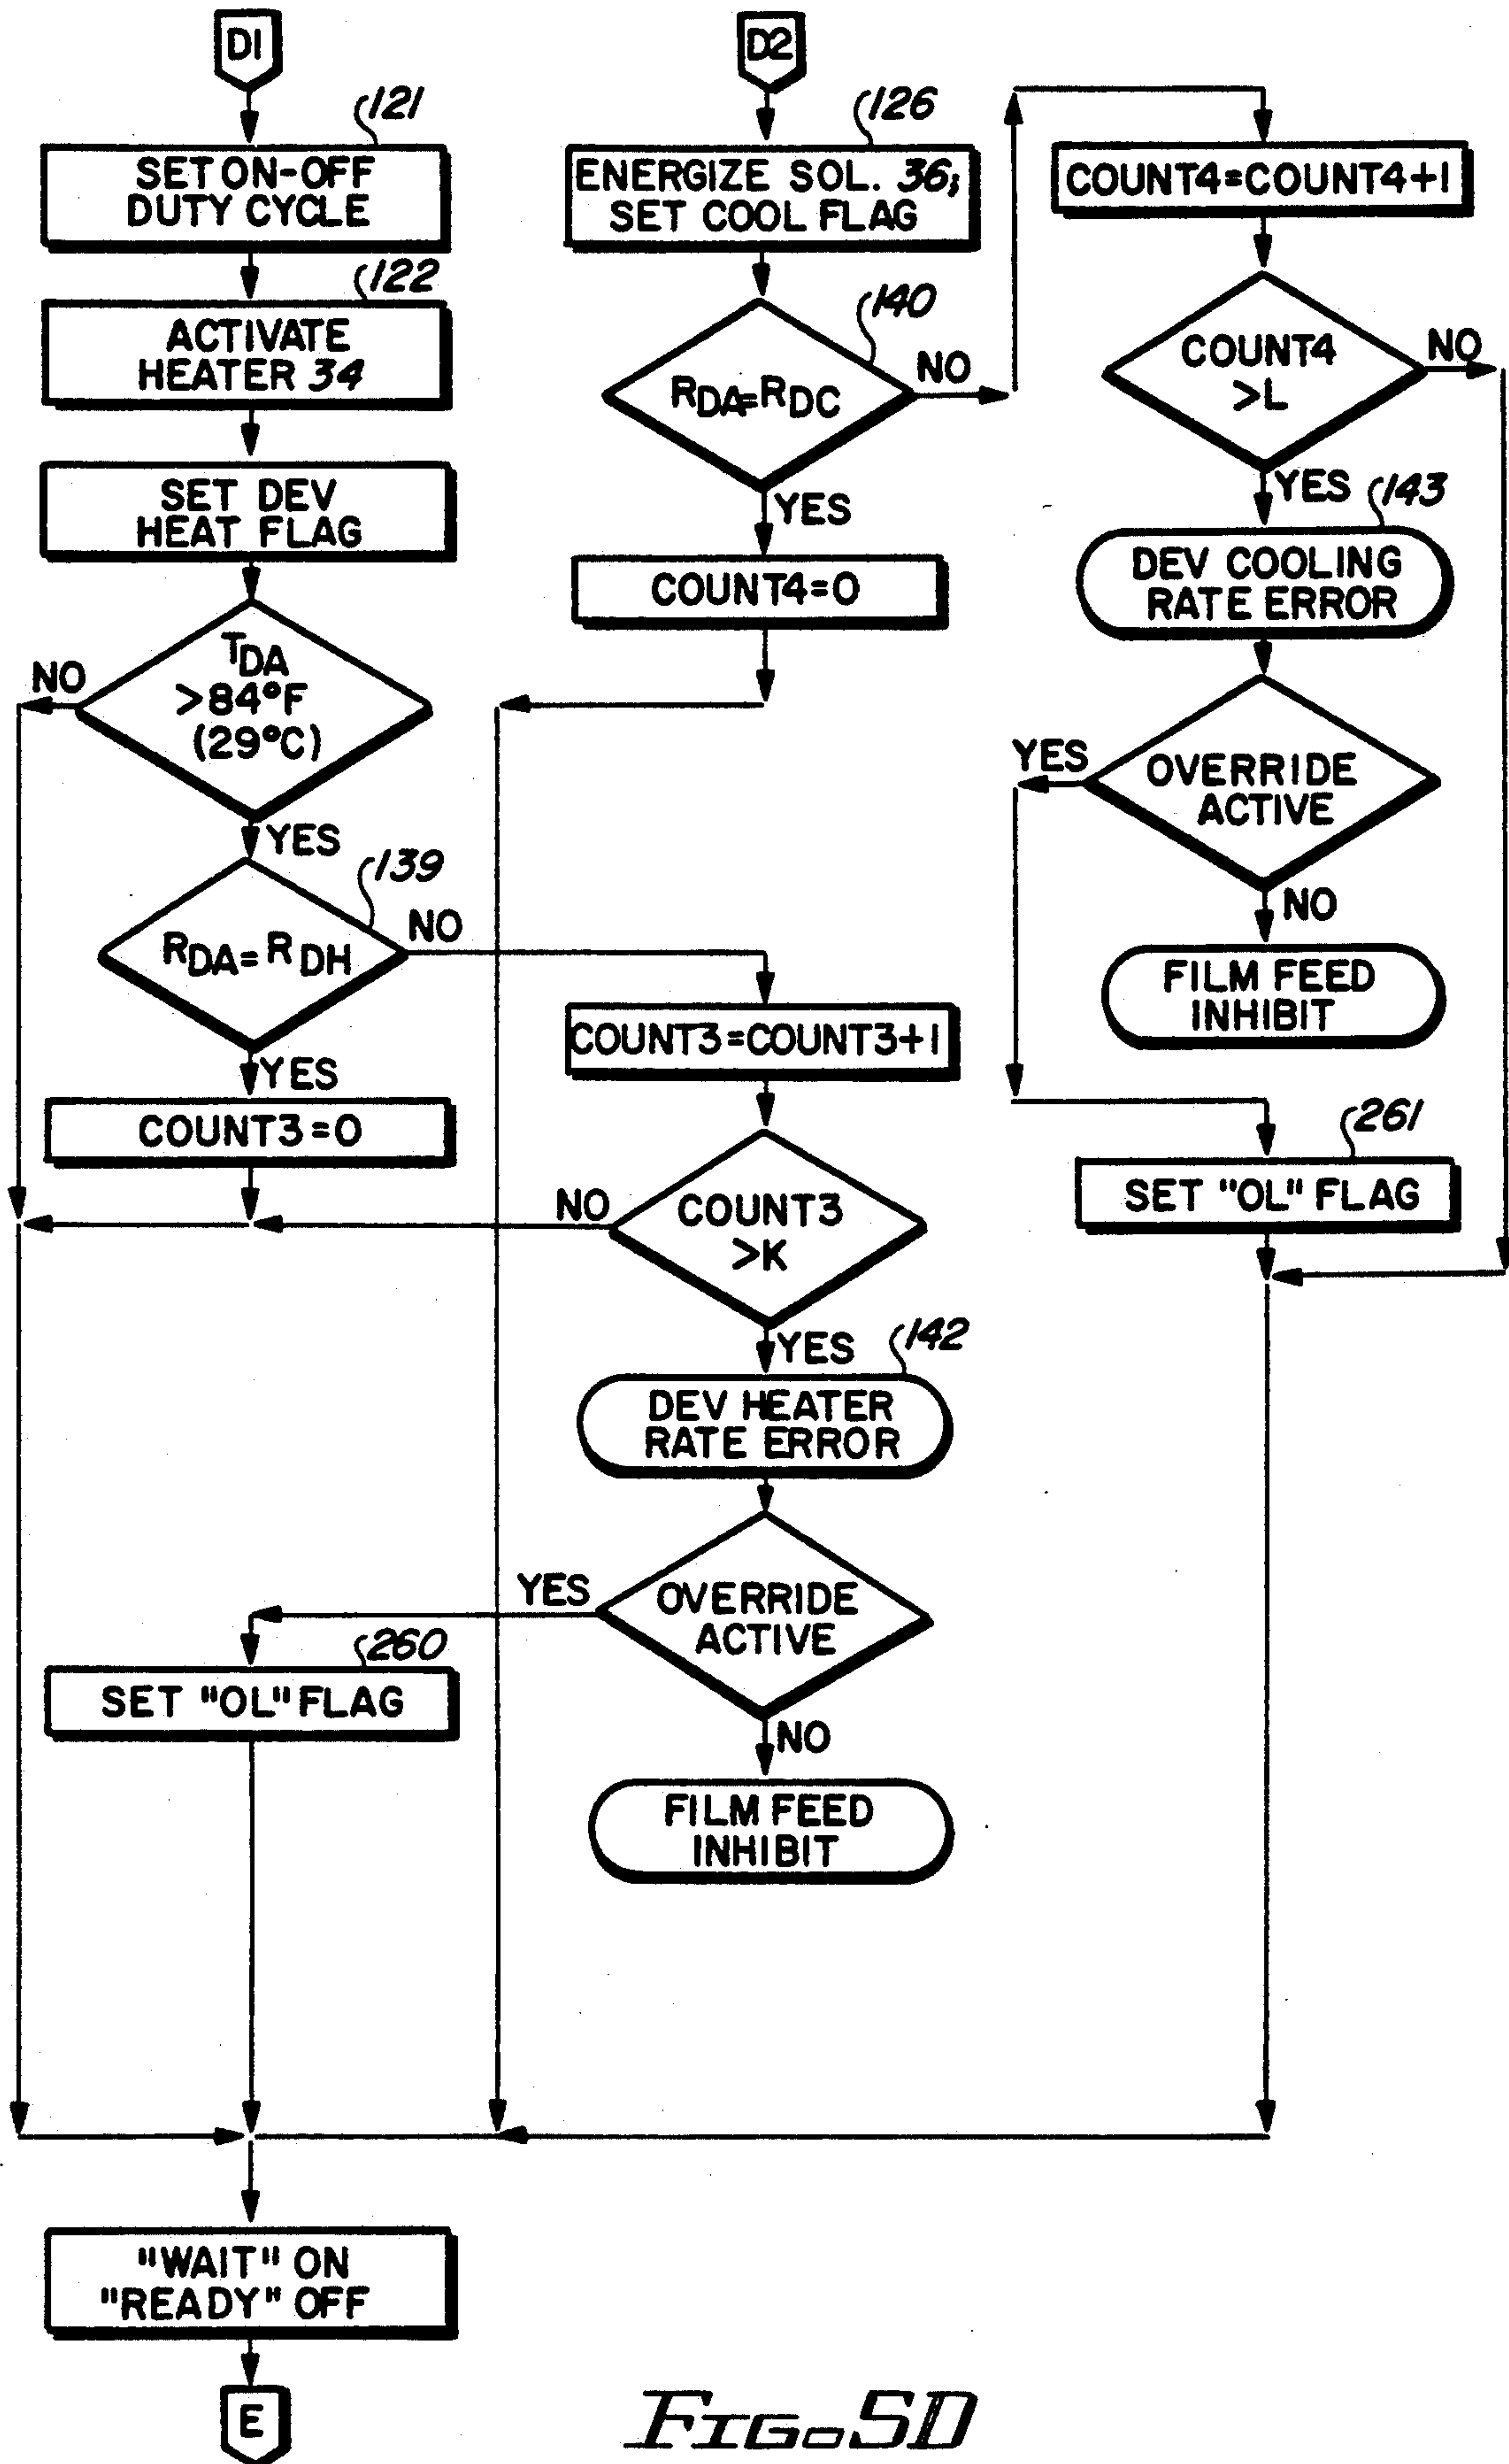 D1
121
SET ON-OFF
DUTY CYCLE
122
ACTIVATE
HEATER 34
SET DEV
HEAT FLAG
TDA
>84°F
(29°C)
NO
YES
139
RDA=RDH
NO
YES
COUNT3=0
D2
126
ENERGIZE SOL. 36;
SET COOL FLAG
140
RDA=RDC
NO
YES
COUNT4=0
COUNT4=COUNT4+1
COUNT4
>L
NO
YES
143
DEV COOLING
RATE ERROR
YES
OVERRIDE
ACTIVE
NO
FILM FEED
INHIBIT
261
SET "OL" FLAG
COUNT3=COUNT3+1
NO
COUNT3
>K
YES
142
DEV HEATER
RATE ERROR
YES
OVERRIDE
ACTIVE
NO
FILM FEED
INHIBIT
260
SET "OL" FLAG
"WAIT" ON
"READY" OFF
E
FIG. 5D